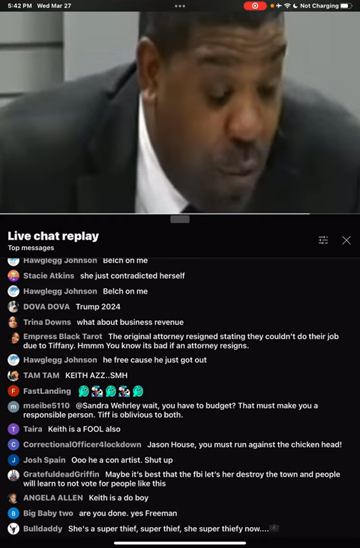 5:42 PM Wed Mar 27
Not Charging
Live chat replay
Top messages
Hawglegg Johnson Belch on me
Stacie Atkins she just contradicted herself
Hawglegg Johnson Belch on me
DOVA DOVA Trump 2024
Trina Downs what about business revenue
Empress Black Tarot The original attorney resigned stating they couldn't do their job
due to Tiffany. Hmmm You know its bad if an attorney resigns.
Hawglegg Johnson he free cause he just got out
TAM TAM KEITH AZZ..SMH
FastLanding
mseibe5110 @Sandra Wehrley wait, you have to budget? That must make you a
responsible person. Tiff is oblivious to both.
Taira Keith is a FOOL also
CorrectionalOfficer4lockdown Jason House, you must run against the chicken head!
Josh Spain Ooo he a con artist. Shut up
GratefuldeadGriffin Maybe it's best that the fbi let's her destroy the town and people
will learn to not vote for people like this
ANGELA ALLEN Keith is a do boy
Big Baby two are you done. yes Freeman
Bulldaddy She's a super thief, super thief, she super thiefy now....